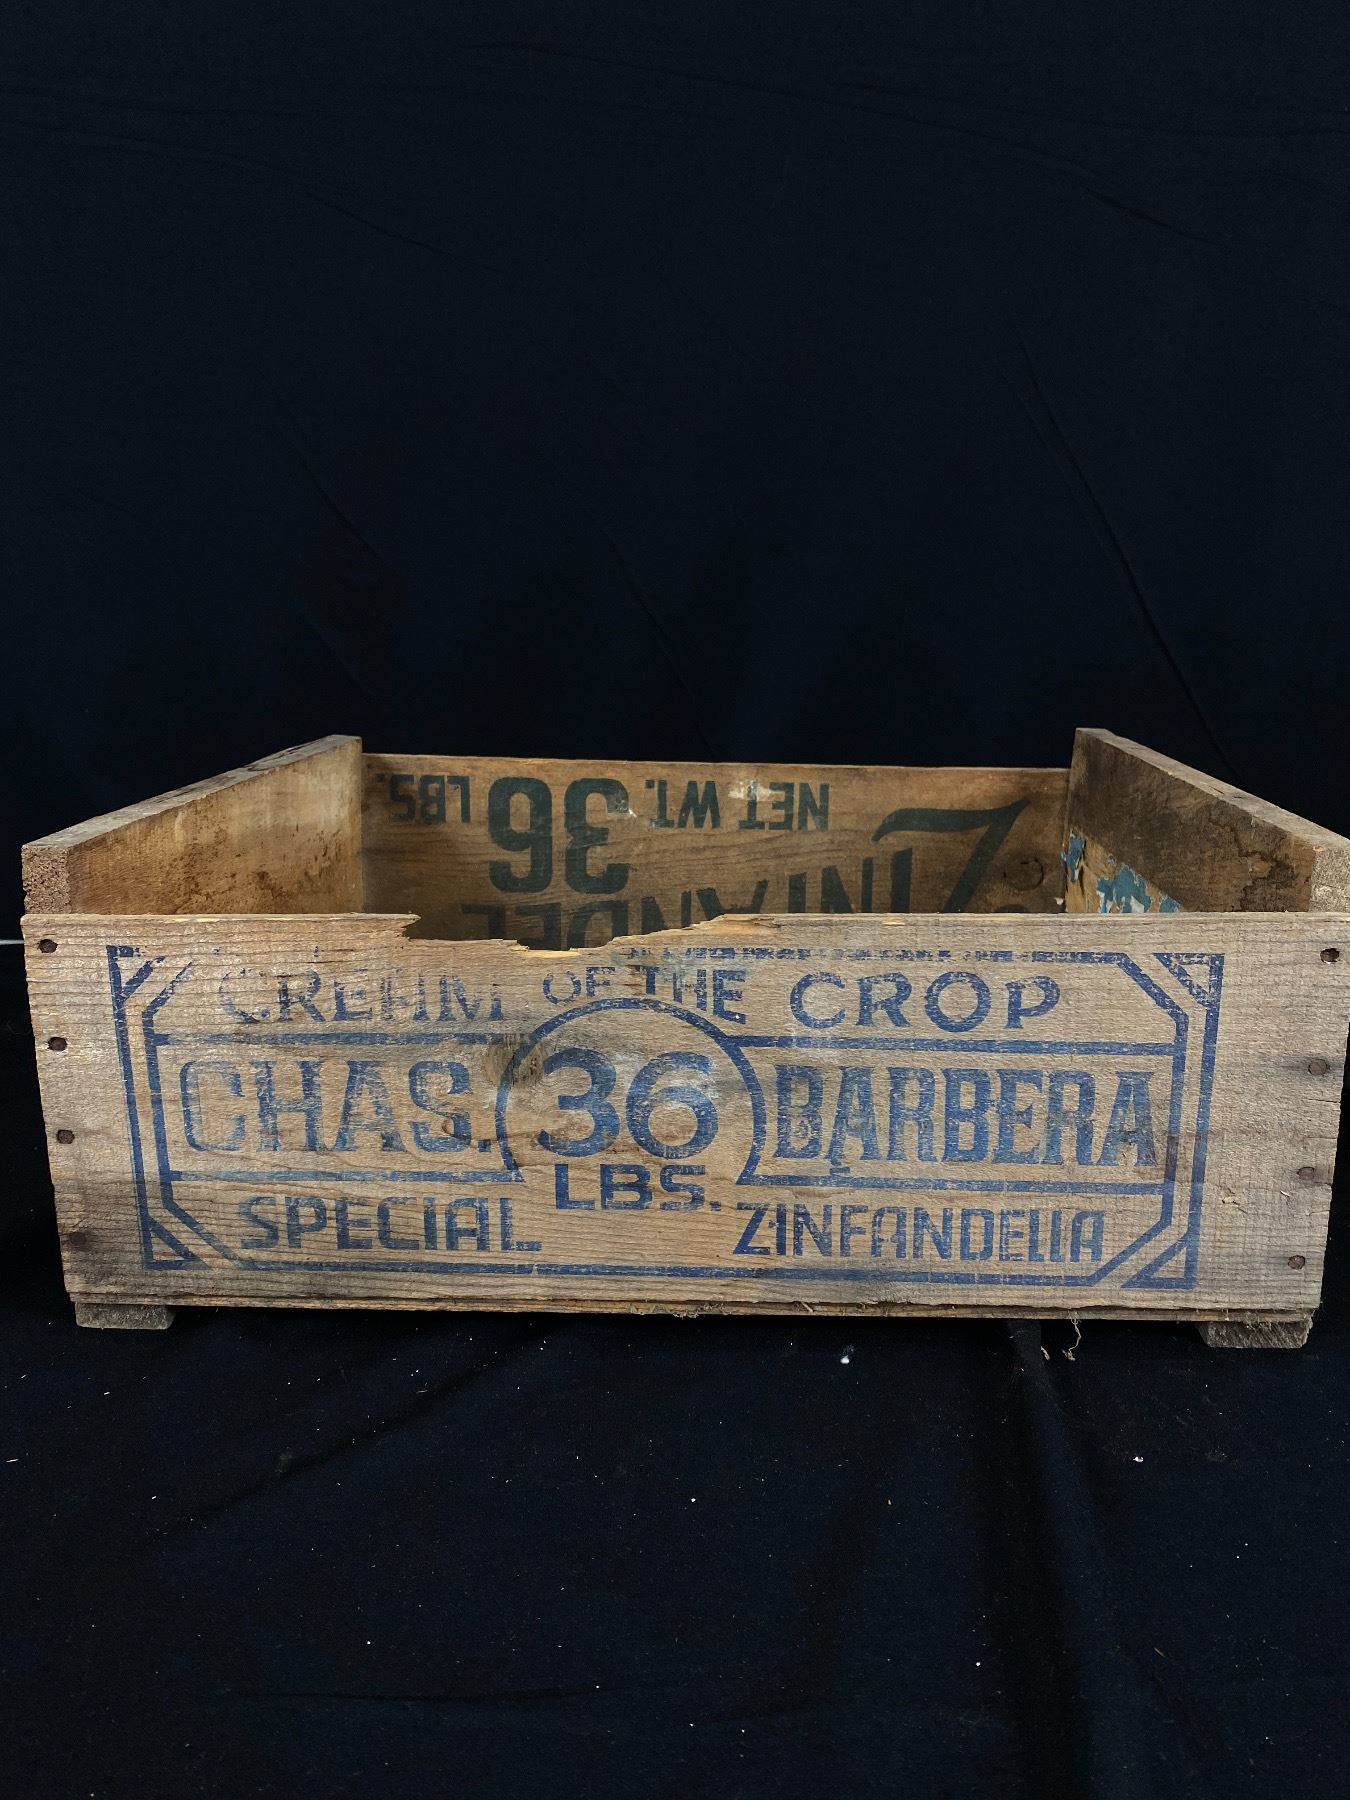 NET WT. 36 LBS.
CREAM OF THE CROP
CHAS. 36 LBS. BARBERA
SPECIAL ZINFANDELLA